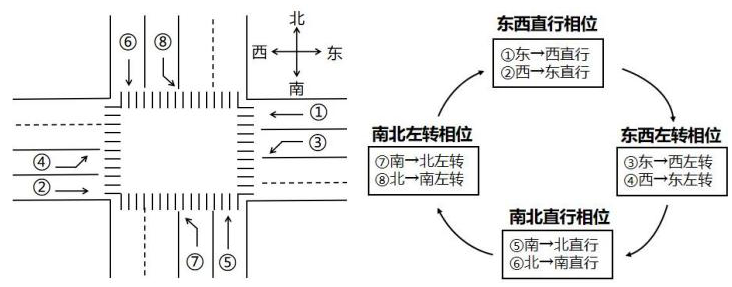 北
西 东
南
⑥ ⑧
①
③
④
②
⑦ ⑤
东西直行相位
①东→西直行
②西→东直行
东西左转相位
③东→西左转
④西→东左转
南北直行相位
⑤南→北直行
⑥北→南直行
南北左转相位
⑦南→北左转
⑧北→南左转